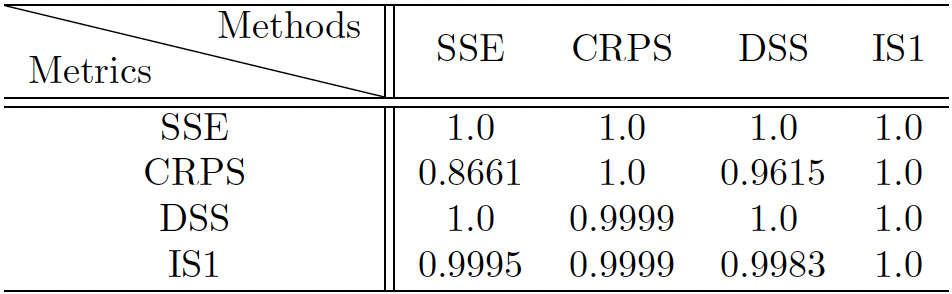 Methods SSE CRPS DSS IS1
Metrics
SSE 1.0 1.0 1.0 1.0
CRPS 0.8661 1.0 0.9615 1.0
DSS 1.0 0.9999 1.0 1.0
IS1 0.9995 0.9999 0.9983 1.0